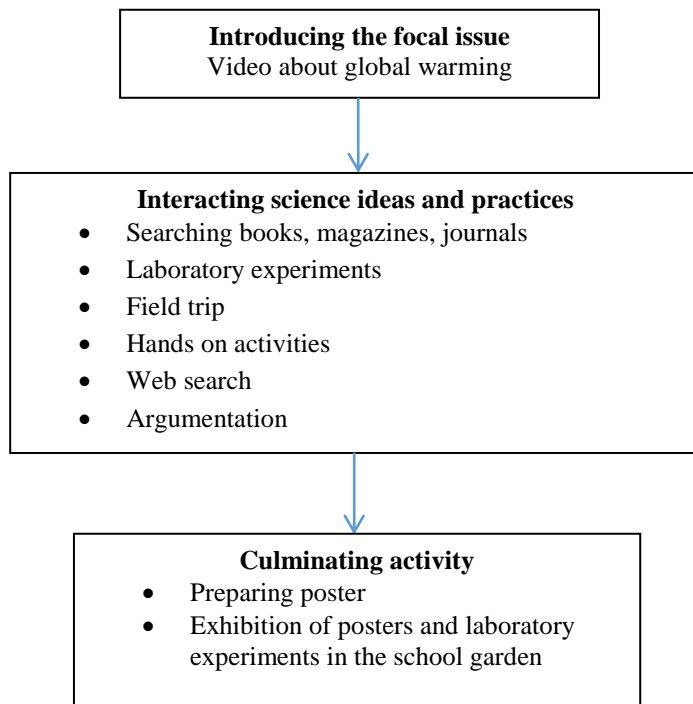 Introducing the focal issue
Video about global warming
Interacting science ideas and practices
• Searching books, magazines, journals
• Laboratory experiments
• Field trip
• Hands on activities
• Web search
• Argumentation
Culminating activity
• Preparing poster
• Exhibition of posters and laboratory
experiments in the school garden